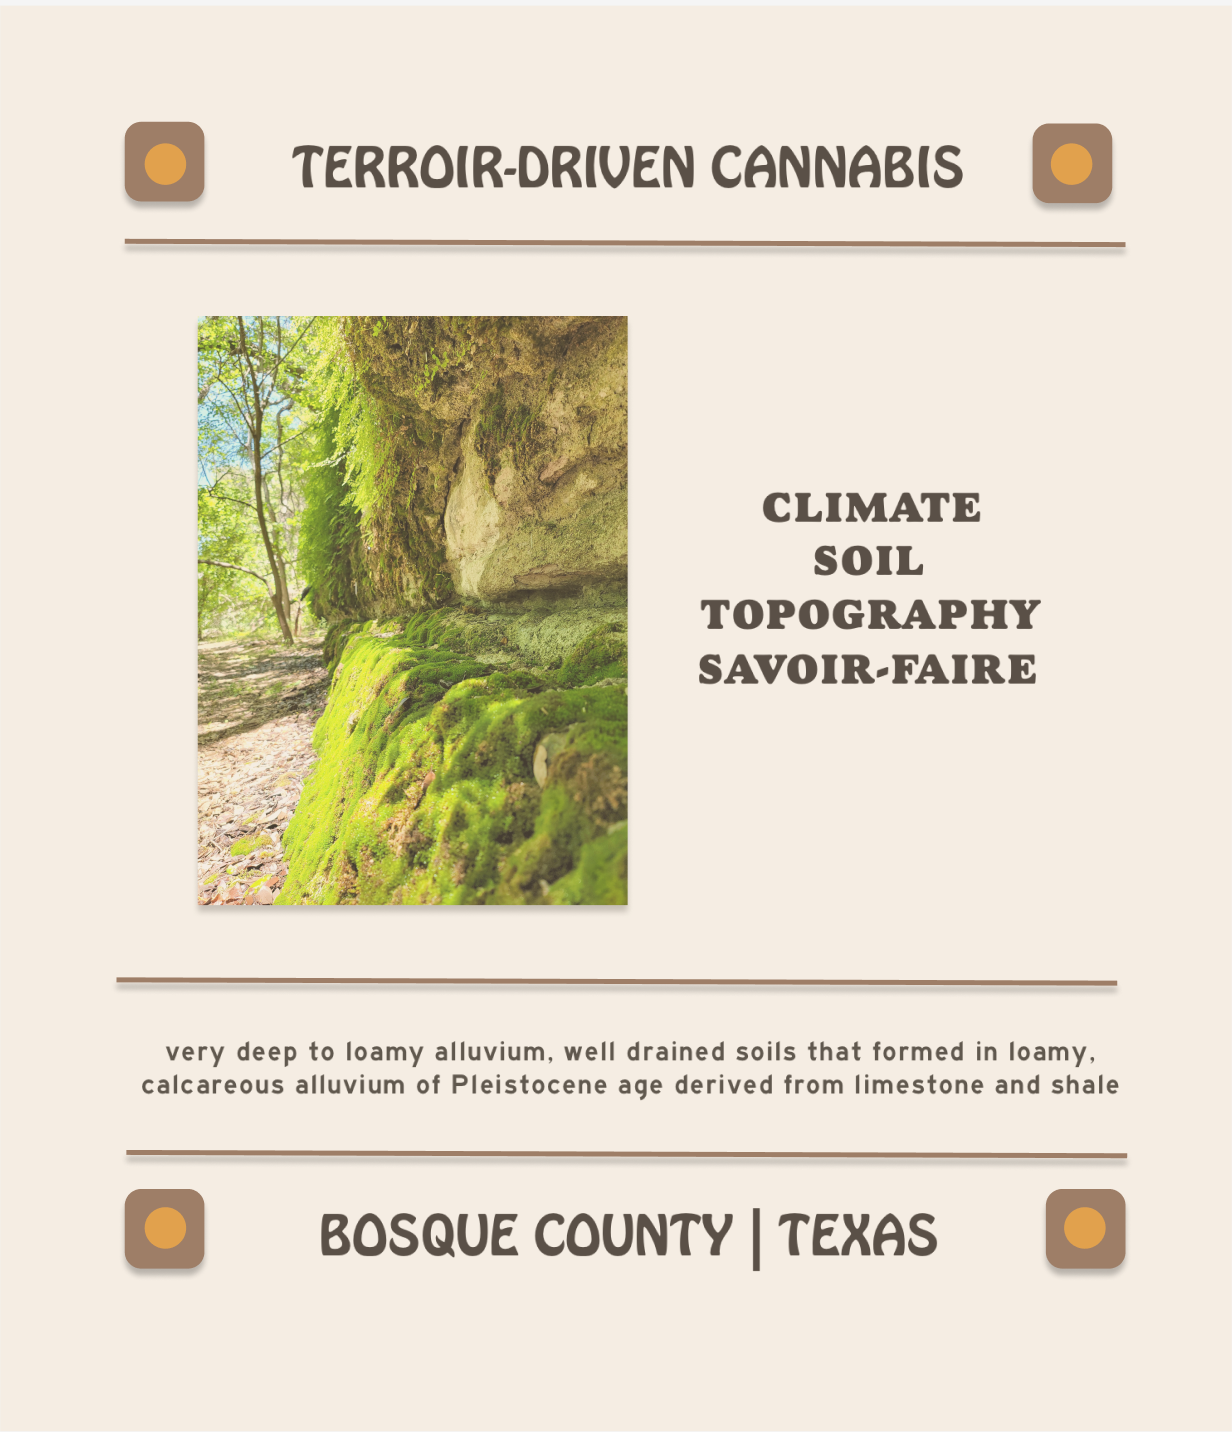 TERROIR-DRIVEN CANNABIS
CLIMATE
SOIL
TOPOGRAPHY
SAVOIR-FAIRE
very deep to loamy alluvium, well drained soils that formed in loamy,
calcareous alluvium of Pleistocene age derived from limestone and shale
BOSQUE COUNTY | TEXAS